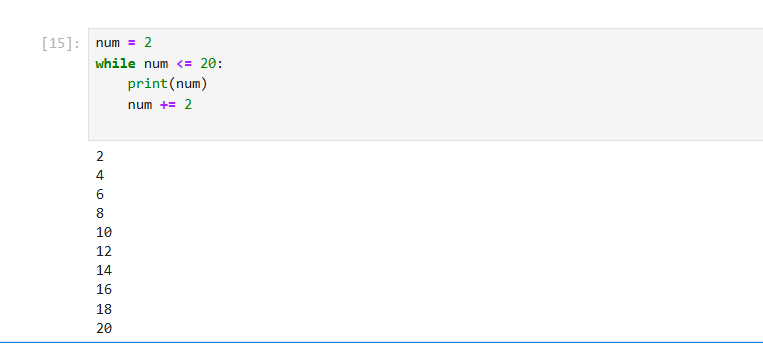 [15]: num = 2
while num <= 20:
    print(num)
    num += 2
2
4
6
8
10
12
14
16
18
20